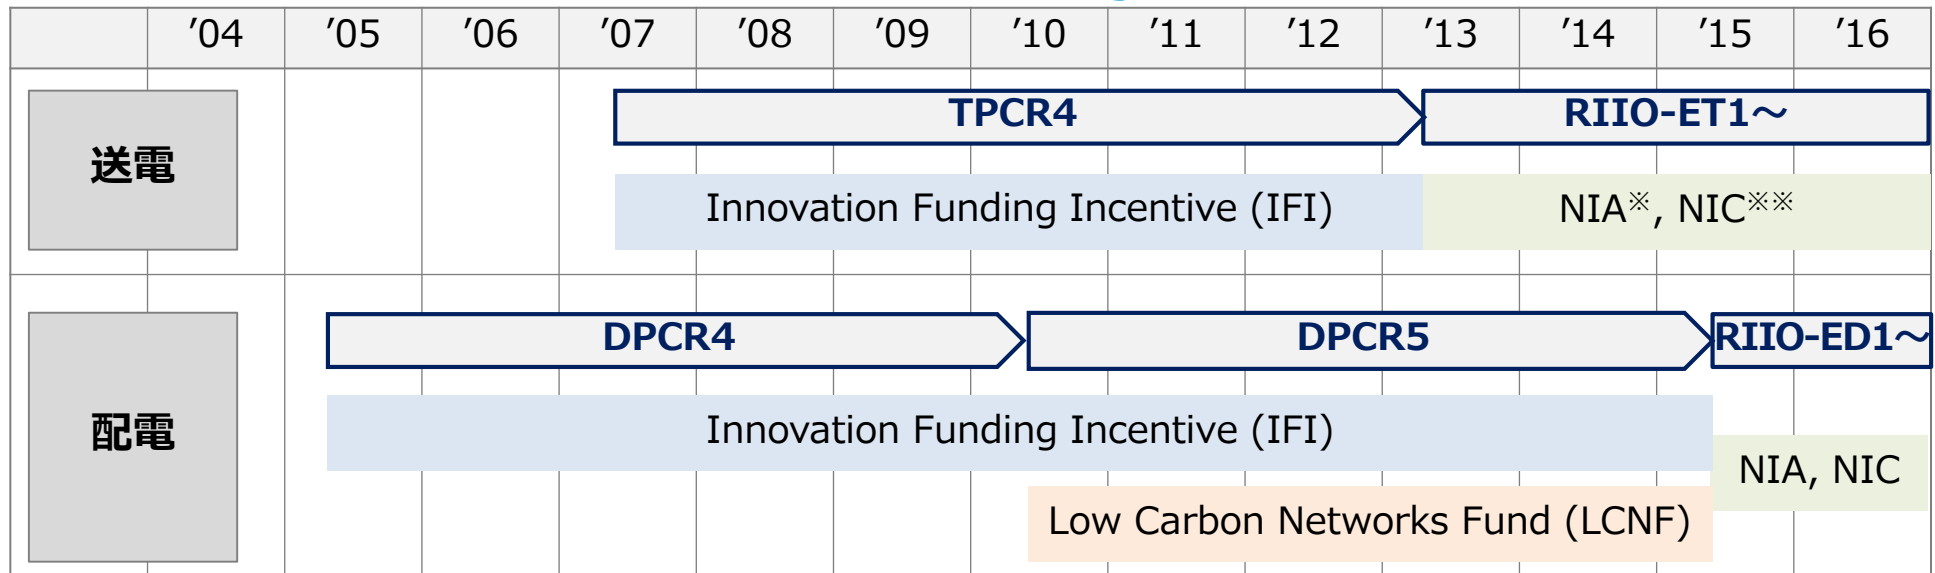 ’04 ’05 ’06 ’07 ’08 ’09 ’10 ’11 ’12 ’13 ’14 ’15 ’16
送電
TPCR4
RIIO-ET1～
Innovation Funding Incentive (IFI)
NIA※, NIC※※
配電
DPCR4
DPCR5
RIIO-ED1～
Innovation Funding Incentive (IFI)
NIA, NIC
Low Carbon Networks Fund (LCNF)